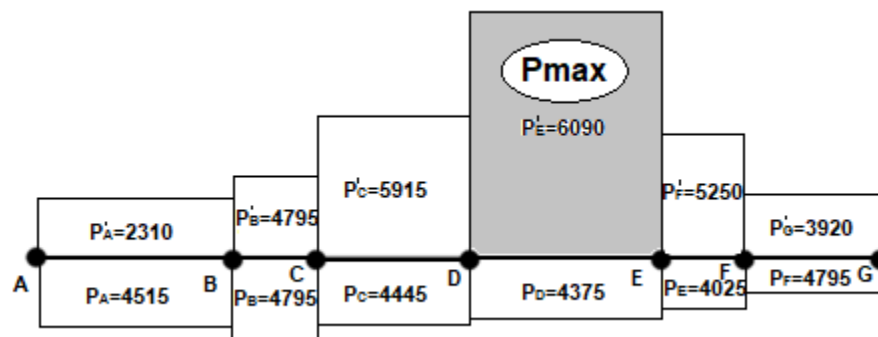 Pmax
P'E=6090
P'C=5915
P'F=5250
P'B=4795
P'A=2310
P'G=3920
A
B
C
D
E
F
G
PA=4515
PB=4795
PC=4445
PD=4375
PE=4025
PF=4795